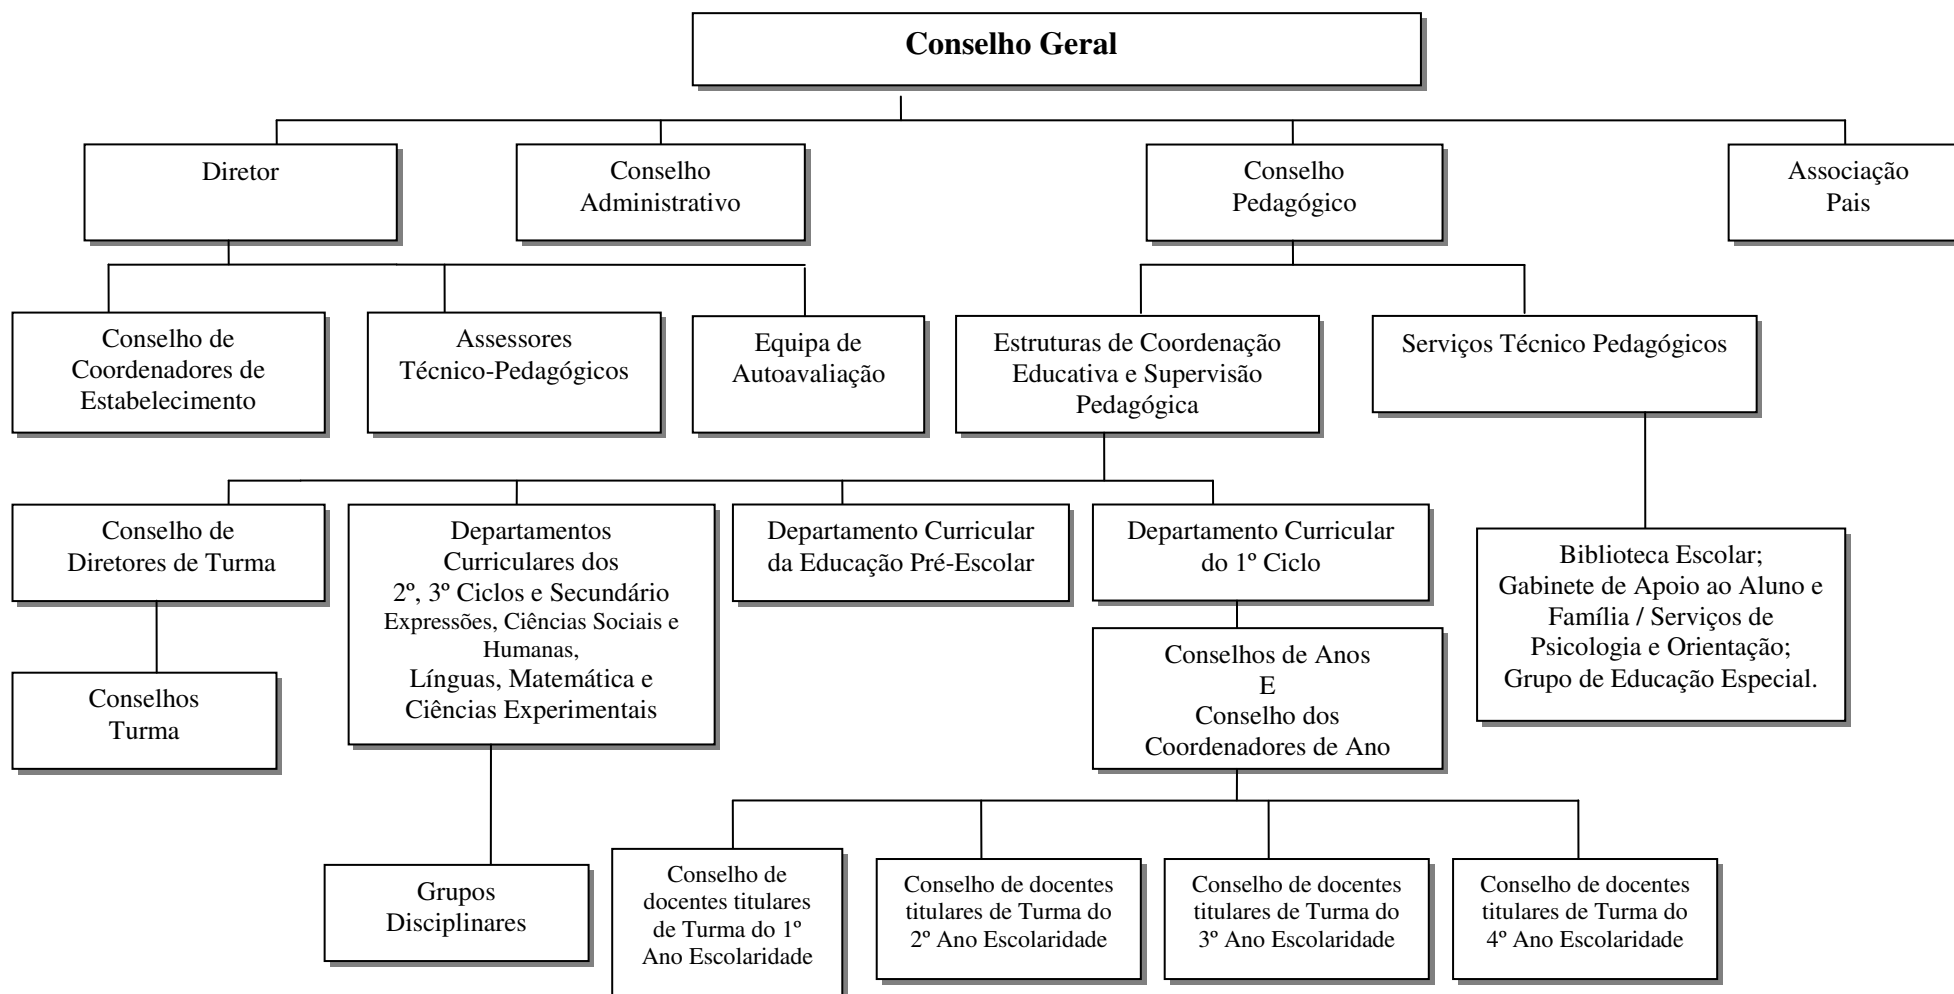 Conselho Geral
Diretor
Conselho
Administrativo
Conselho
Pedagógico
Associação
Pais
Conselho de
Coordenadores de
Estabelecimento
Assessores
Técnico-Pedagógicos
Equipa de
Autoavaliação
Estruturas de Coordenação
Educativa e Supervisão
Pedagógica
Serviços Técnico Pedagógicos
Conselho de
Diretores de Turma
Departamentos
Curriculares dos
2º, 3º Ciclos e Secundário
Expressões, Ciências Sociais e
Humanas,
Línguas, Matemática e
Ciências Experimentais
Departamento Curricular
da Educação Pré-Escolar
Departamento Curricular
do 1º Ciclo
Biblioteca Escolar;
Gabinete de Apoio ao Aluno e
Família / Serviços de
Psicologia e Orientação;
Grupo de Educação Especial.
Conselhos
Turma
Conselhos de Anos
E
Conselho dos
Coordenadores de Ano
Grupos
Disciplinares
Conselho de
docentes titulares
de Turma do 1º
Ano Escolaridade
Conselho de docentes
titulares de Turma do
2º Ano Escolaridade
Conselho de docentes
titulares de Turma do
3º Ano Escolaridade
Conselho de docentes
titulares de Turma do
4º Ano Escolaridade